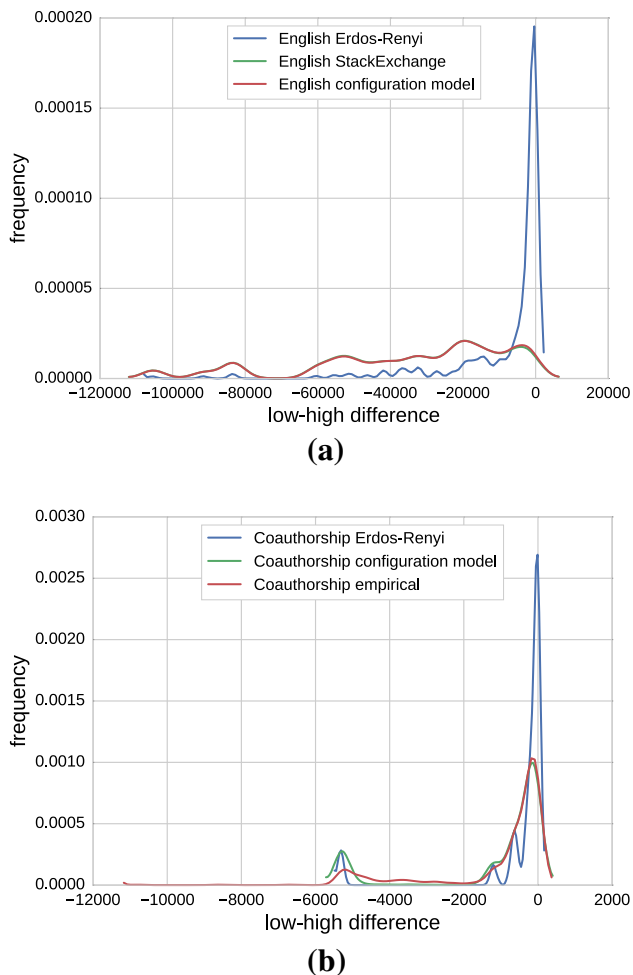 0.00020
0.00015
0.00010
0.00005
0.00000
frequency
English Erdos-Renyi
English StackExchange
English configuration model
−120000 −100000 −80000 −60000 −40000 −20000 0 20000
low-high difference
(a)
0.0030
0.0025
0.0020
0.0015
0.0010
0.0005
0.0000
frequency
Coauthorship Erdos-Renyi
Coauthorship configuration model
Coauthorship empirical
−12000 −10000 −8000 −6000 −4000 −2000 0 2000
low-high difference
(b)